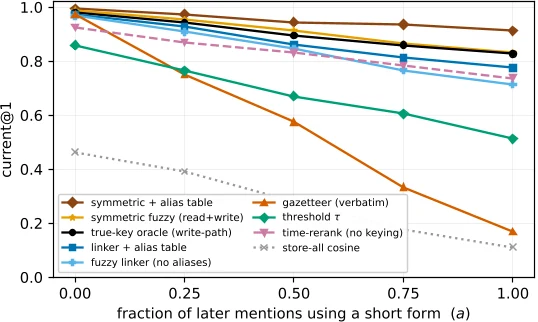 current@1
1.0
0.8
0.6
0.4
0.2
0.0
symmetric + alias table
symmetric fuzzy (read+write)
true-key oracle (write-path)
linker + alias table
fuzzy linker (no aliases)
gazetteer (verbatim)
threshold τ
time-rerank (no keying)
store-all cosine
0.00 0.25 0.50 0.75 1.00
fraction of later mentions using a short form (a)